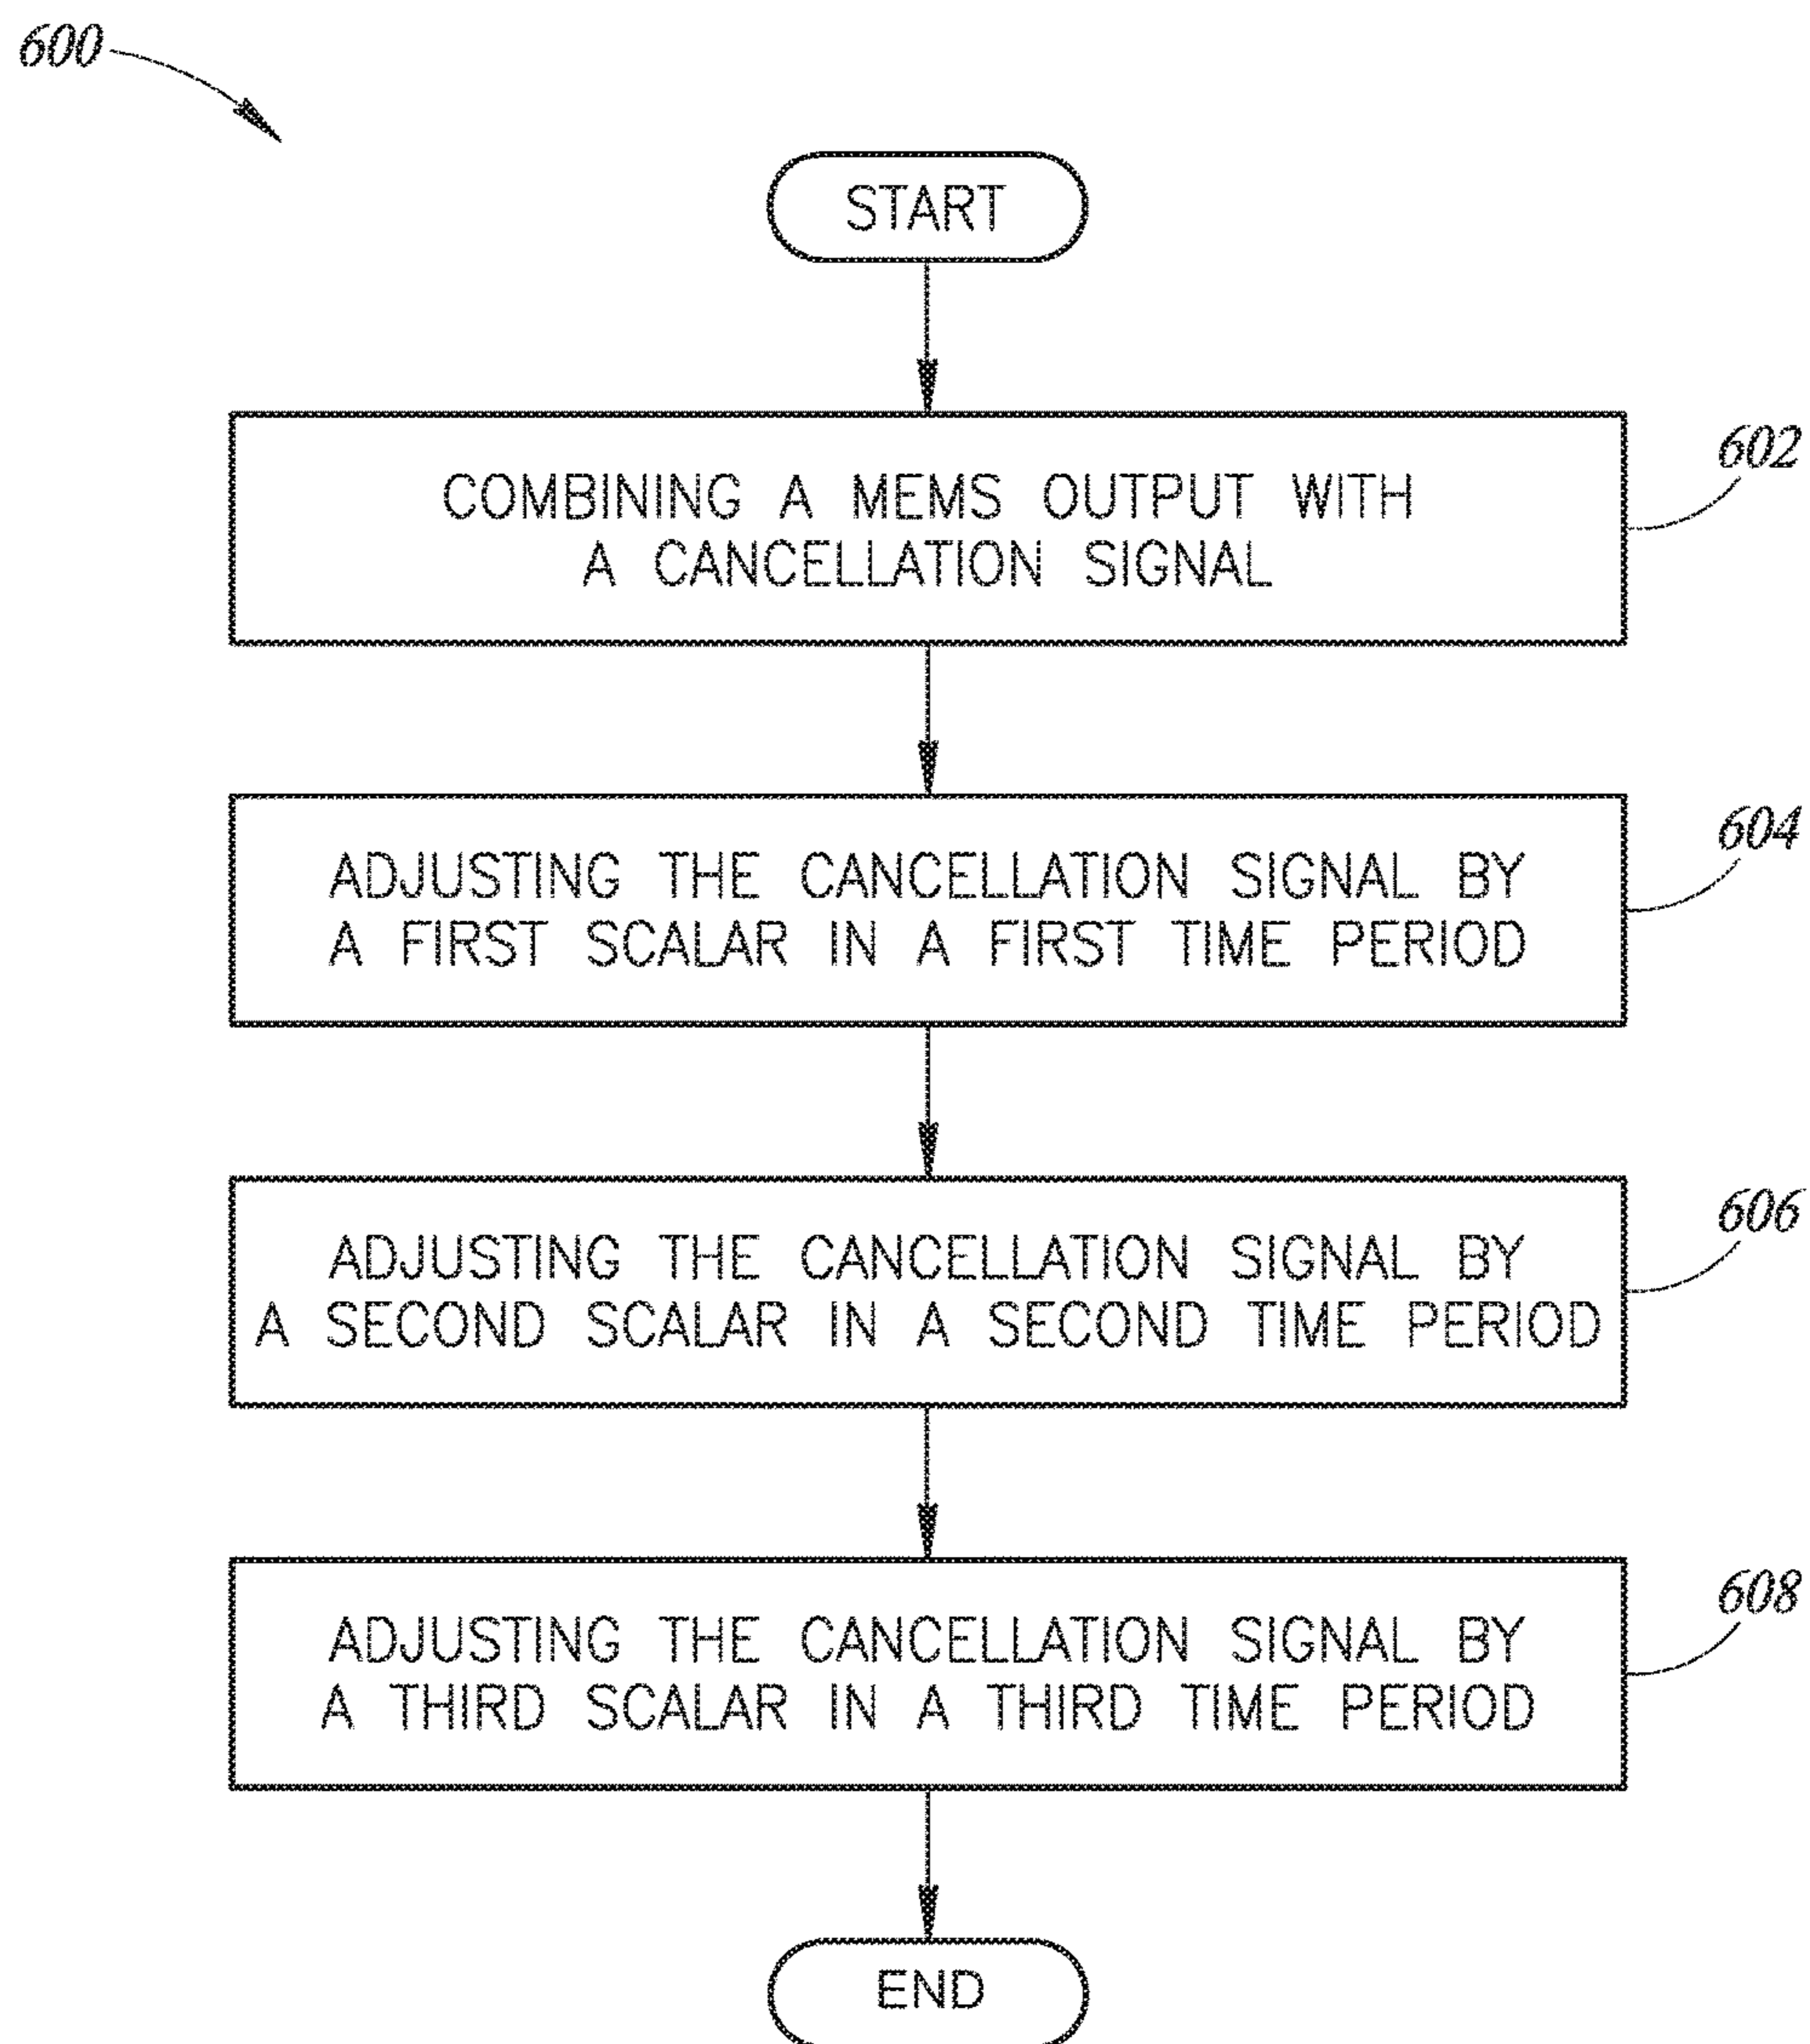 600
START
COMBINING A MEMS OUTPUT WITH
A CANCELLATION SIGNAL
602
ADJUSTING THE CANCELLATION SIGNAL BY
A FIRST SCALAR IN A FIRST TIME PERIOD
604
ADJUSTING THE CANCELLATION SIGNAL BY
A SECOND SCALAR IN A SECOND TIME PERIOD
606
ADJUSTING THE CANCELLATION SIGNAL BY
A THIRD SCALAR IN A THIRD TIME PERIOD
608
END